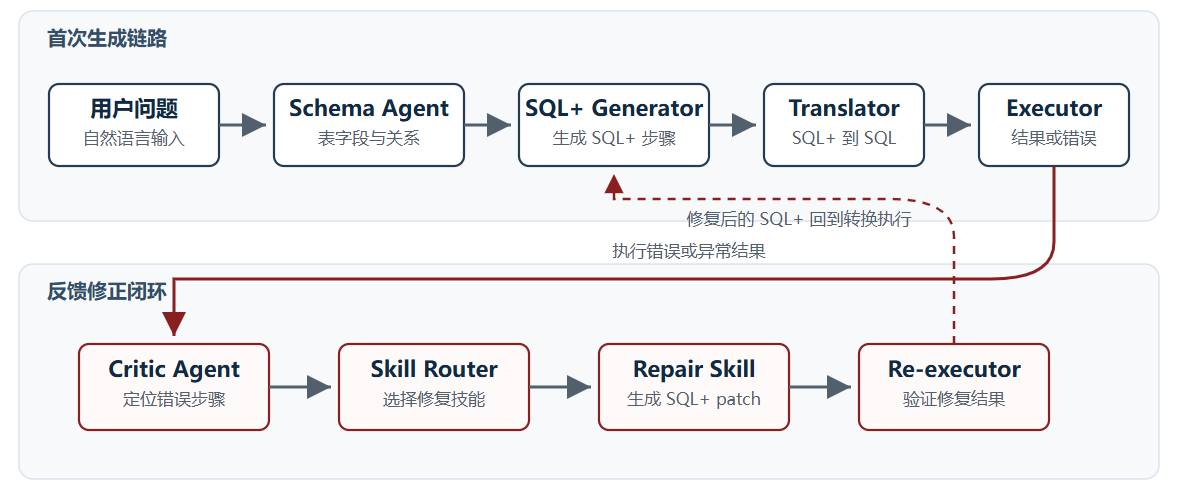 首次生成链路
用户问题
自然语言输入
Schema Agent
表字段与关系
SQL+ Generator
生成 SQL+ 步骤
Translator
SQL+ 到 SQL
Executor
结果或错误
修复后的 SQL+ 回到转换执行
执行错误或异常结果
反馈修正闭环
Critic Agent
定位错误步骤
Skill Router
选择修复技能
Repair Skill
生成 SQL+ patch
Re-executor
验证修复结果